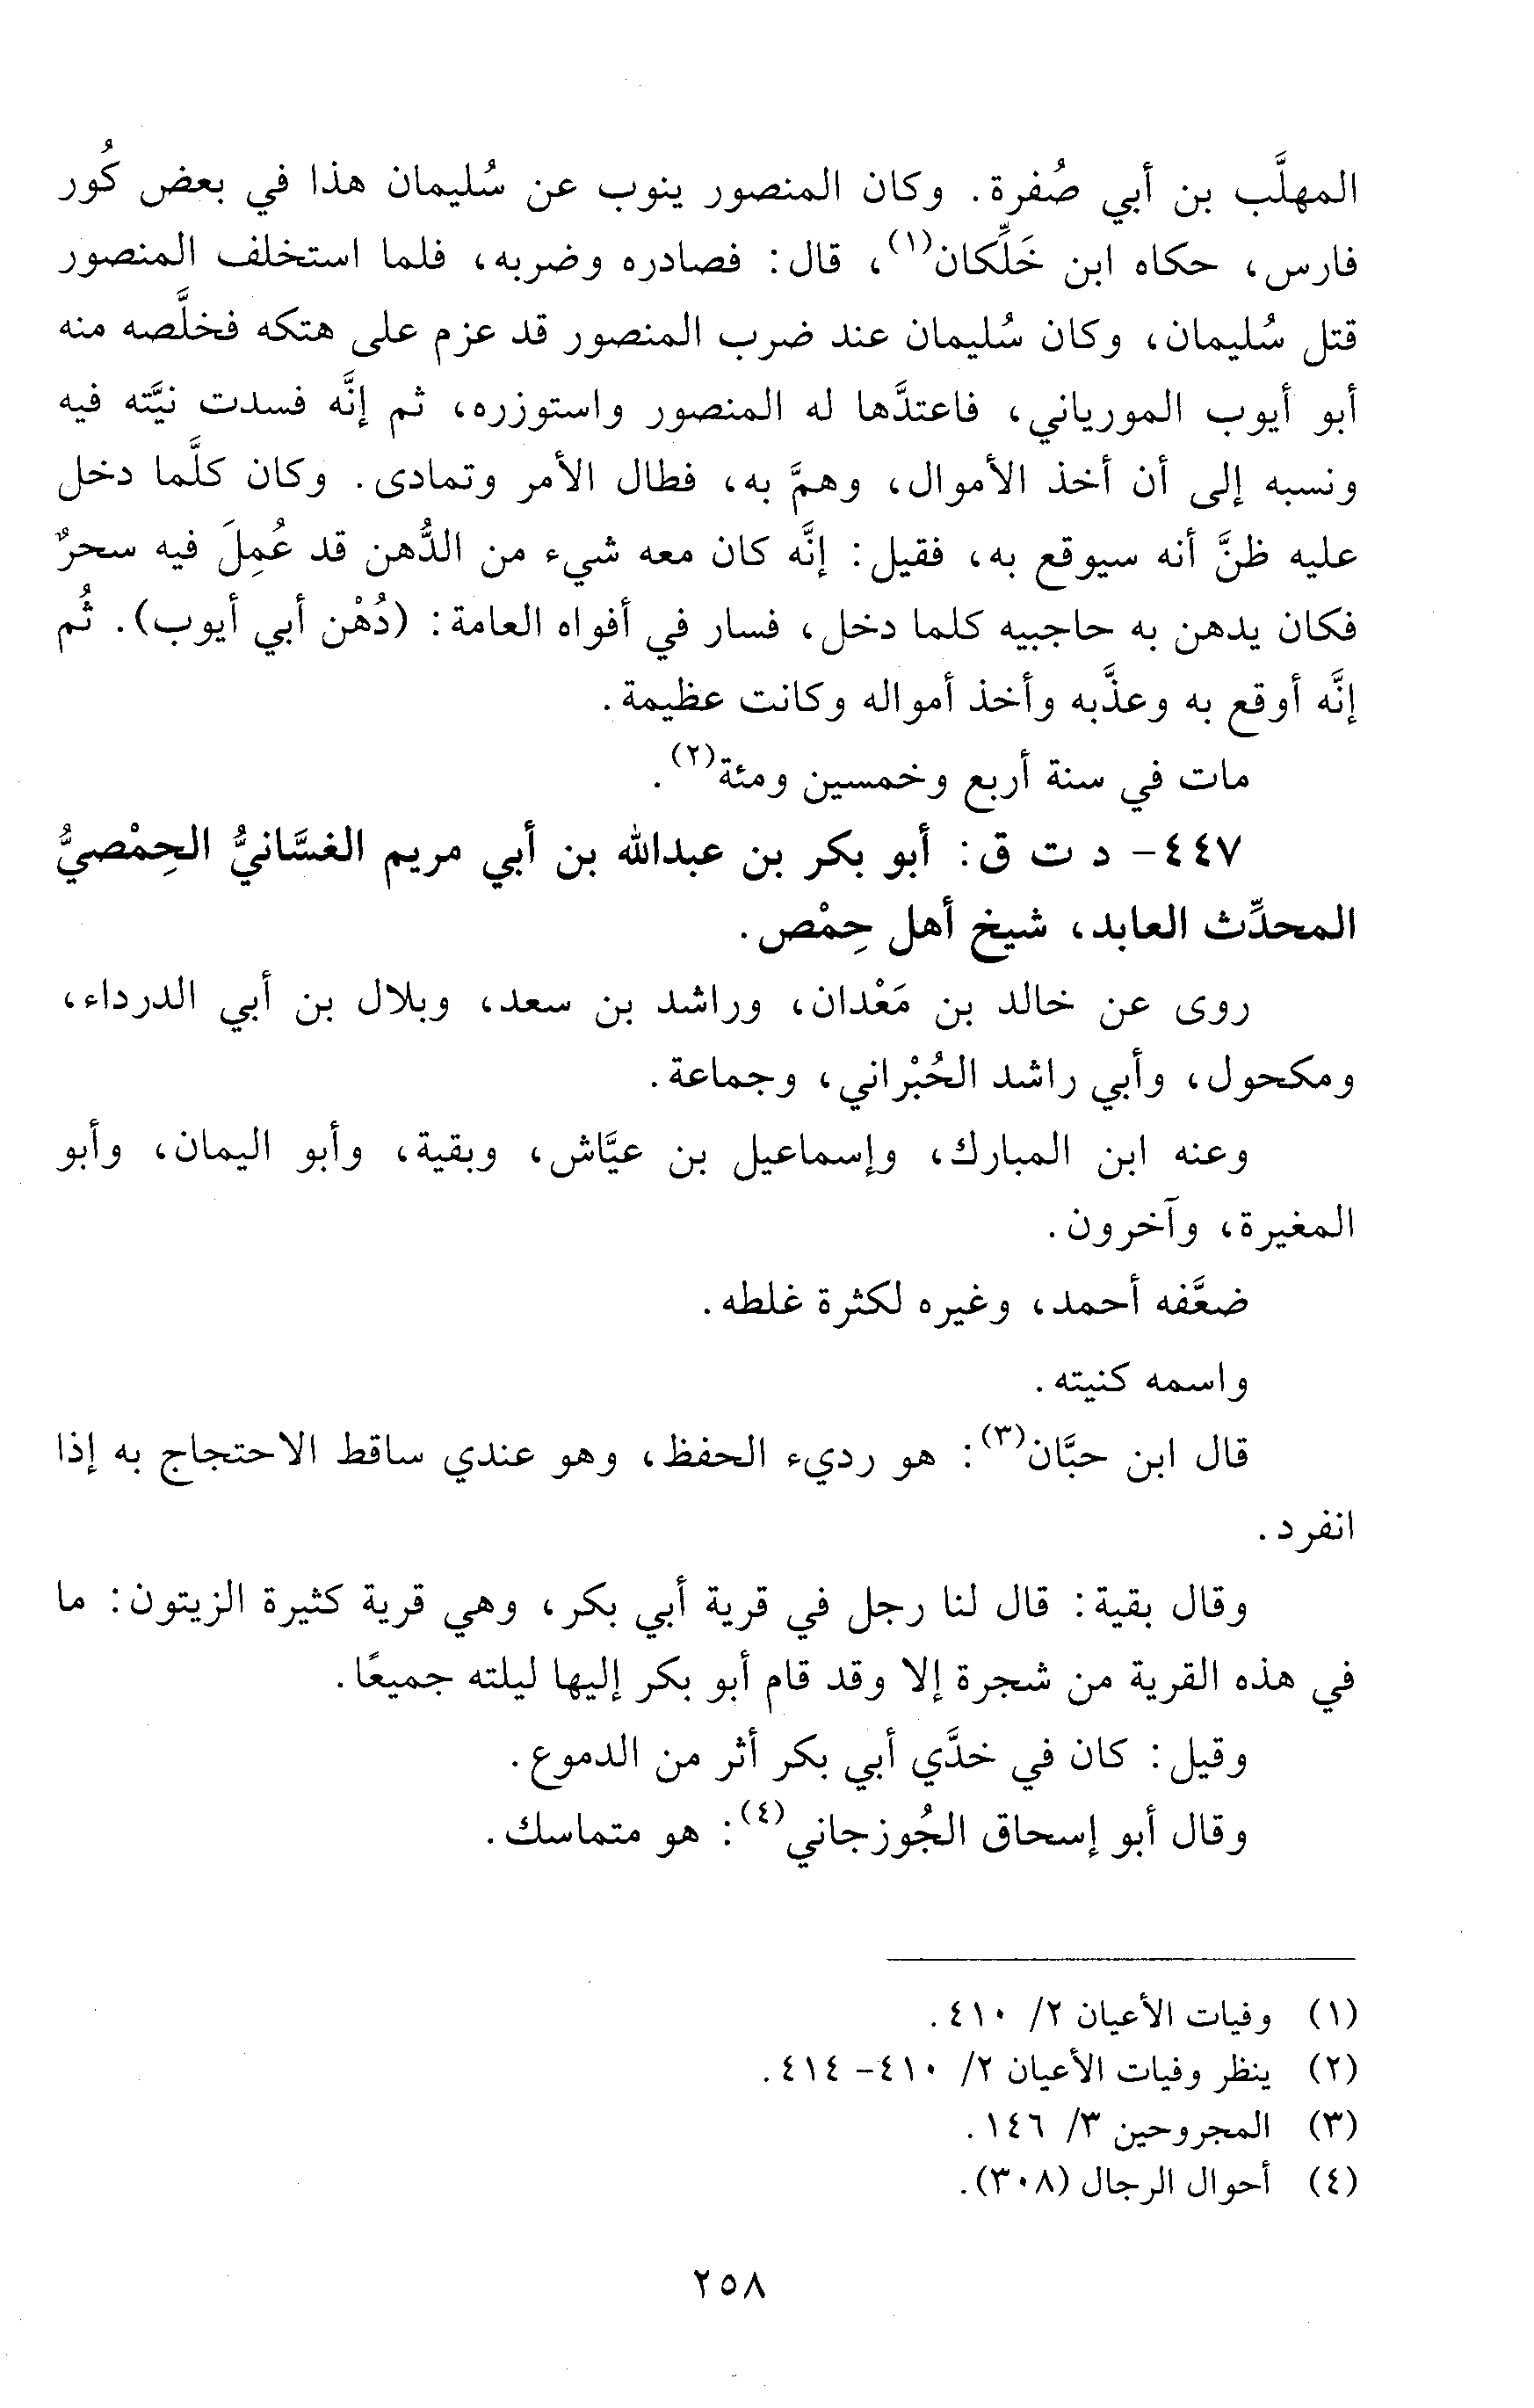 المهلَّب بن أبي صُفرة. وكان المنصور ينوب عن سُليمان هذا في بعض كُور
فارس، حكاه ابن خَلِّكان(١)، قال: فصادره وضربه، فلما استخلف المنصور
قتل سُليمان، وكان سُليمان عند ضرب المنصور قد عزم على هتكه فخلَّصه منه
أبو أيوب المورياني، فاعتدَّها له المنصور واستوزره، ثم إنَّه فسدت نيَّته فيه
ونسبه إلى أن أخذ الأموال، وهمَّ به، فطال الأمر وتمادى. وكان كلَّما دخل
عليه ظنَّ أنه سيوقع به، فقيل: إنَّه كان معه شيء من الدُّهن قد عُمِلَ فيه سحرٌ
فكان يدهن به حاجبيه كلما دخل، فسار في أفواه العامة: (دُهْن أبي أيوب). ثُم
إنَّه أوقع به وعذَّبه وأخذ أمواله وكانت عظيمة.
مات في سنة أربع وخمسين ومئة(٢).
٤٤٧- د ت ق: أبو بكر بن عبدالله بن أبي مريم الغسَّانيُّ الحِمْصيُّ
المحدِّث العابد، شيخ أهل حِمْص.
روى عن خالد بن مَعْدان، وراشد بن سعد، وبلال بن أبي الدرداء،
ومكحول، وأبي راشد الحُبْراني، وجماعة.
وعنه ابن المبارك، وإسماعيل بن عيَّاش، وبقية، وأبو اليمان، وأبو
المغيرة، وآخرون.
ضعَّفه أحمد، وغيره لكثرة غلطه.
واسمه كنيته.
قال ابن حبَّان(٣): هو رديء الحفظ، وهو عندي ساقط الاحتجاج به إذا
انفرد.
وقال بقية: قال لنا رجل في قرية أبي بكر، وهي قرية كثيرة الزيتون: ما
في هذه القرية من شجرة إلا وقد قام أبو بكر إليها ليلته جميعًا.
وقيل: كان في خدَّي أبي بكر أثر من الدموع.
وقال أبو إسحاق الجُوزجاني(٤): هو متماسك.
(١) وفيات الأعيان ٢/ ٤١٠.
(٢) ينظر وفيات الأعيان ٢/ ٤١٠- ٤١٤.
(٣) المجروحين ٣/ ١٤٦.
(٤) أحوال الرجال (٣٠٨).
٢٥٨